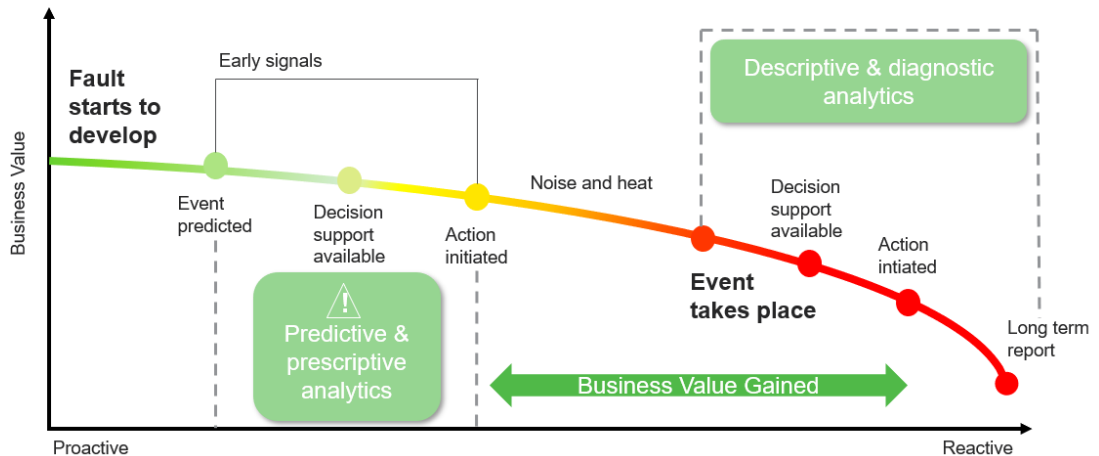 Early signals
Descriptive & diagnostic
analytics
Fault
starts to
develop
Business Value
Noise and heat
Event
predicted
Decision
support
available
Action
initiated
Decision
support
available
Action
intiated
Event
takes place
!
Predictive &
prescriptive
analytics
Long term
report
Business Value Gained
Proactive
Reactive